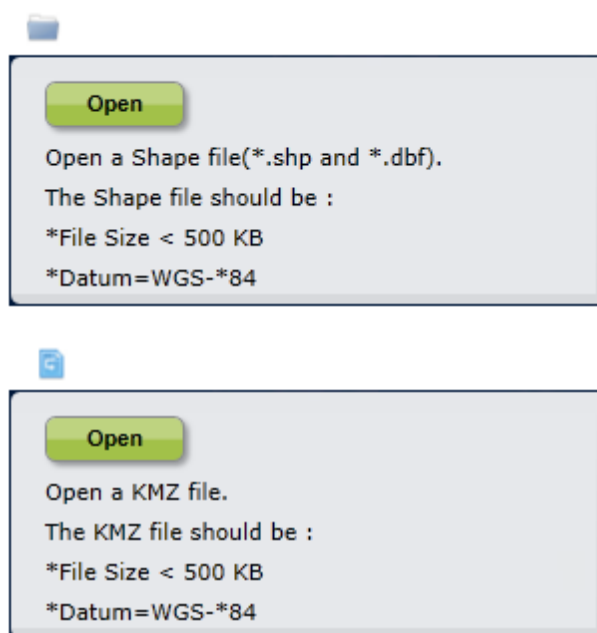 Open
Open a Shape file(*.shp and *.dbf).
The Shape file should be :
*File Size < 500 KB
*Datum=WGS-*84
Open
Open a KMZ file.
The KMZ file should be :
*File Size < 500 KB
*Datum=WGS-*84